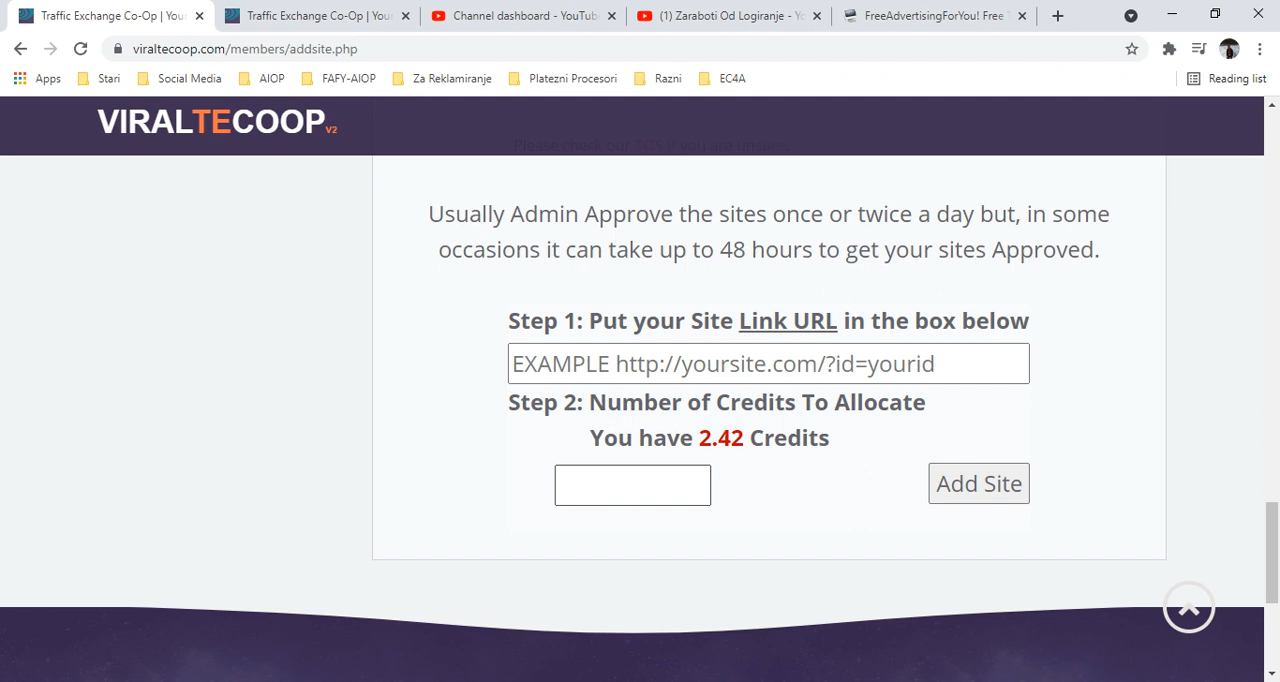 Traffic Exchange Co-Op | Your
Traffic Exchange Co-Op | Your
Channel dashboard - YouTub
(1) Zaraboti Od Logiranje - Yo
FreeAdvertisingForYou! Free T
viraltecoop.com/members/addsite.php
Apps
Stari
Social Media
AIOP
FAFY-AIOP
Za Reklamiranje
Platezni Procesori
Razni
EC4A
Reading list
VIRALTECOOP v2
Please check our TOS if you are unsure.
Usually Admin Approve the sites once or twice a day but, in some
occasions it can take up to 48 hours to get your sites Approved.
Step 1: Put your Site Link URL in the box below
EXAMPLE http://yoursite.com/?id=yourid
Step 2: Number of Credits To Allocate
You have 2.42 Credits
Add Site